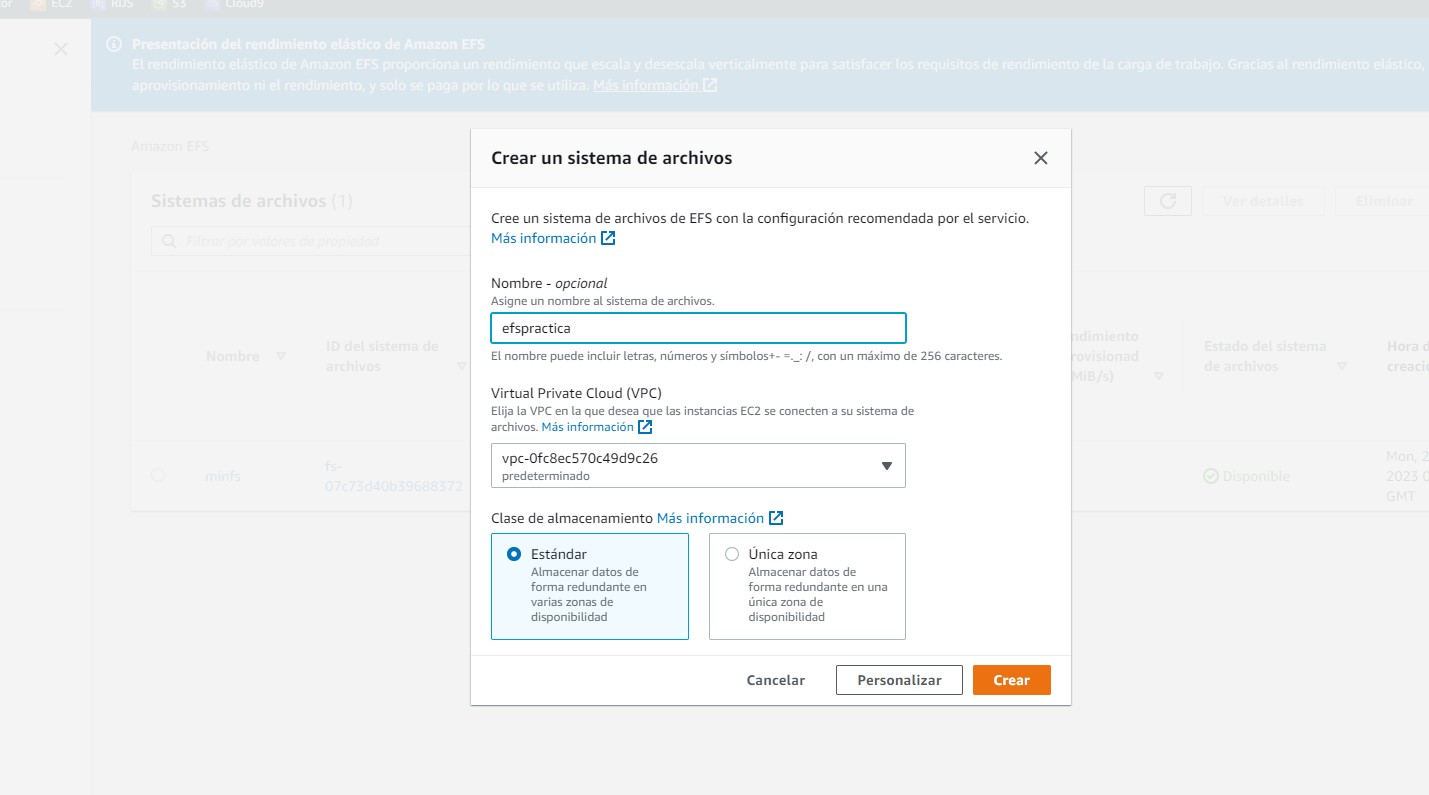 EC2 RDS S3 Cloud9
Presentación del rendimiento elástico de Amazon EFS
El rendimiento elástico de Amazon EFS proporciona un rendimiento que escala y desescala verticalmente para satisfacer los requisitos de rendimiento de la carga de trabajo. Gracias al rendimiento elástico,
aprovisionamiento ni el rendimiento, y solo se paga por lo que se utiliza. Más información
Amazon EFS
Sistemas de archivos (1)
Ver detalles
Eliminar
Filtrar por valores de propiedad
Nombre
ID del sistema de
archivos
Estado del sistema
de archivos
Hora d
creació
ndimiento
rovisionad
MiB/s)
minfs
fs-
07c73d40b39688372
Disponible
Mon, 2
2023 0
GMT
Crear un sistema de archivos
Cree un sistema de archivos de EFS con la configuración recomendada por el servicio.
Más información
Nombre - opcional
Asigne un nombre al sistema de archivos.
efspractica
El nombre puede incluir letras, números y símbolos+- =._: /, con un máximo de 256 caracteres.
Virtual Private Cloud (VPC)
Elija la VPC en la que desea que las instancias EC2 se conecten a su sistema de
archivos. Más información
vpc-0fc8ec570c49d9c26
predeterminado
Clase de almacenamiento Más información
Estándar
Almacenar datos de
forma redundante en
varias zonas de
disponibilidad
Única zona
Almacenar datos de
forma redundante en una
única zona de
disponibilidad
Cancelar
Personalizar
Crear